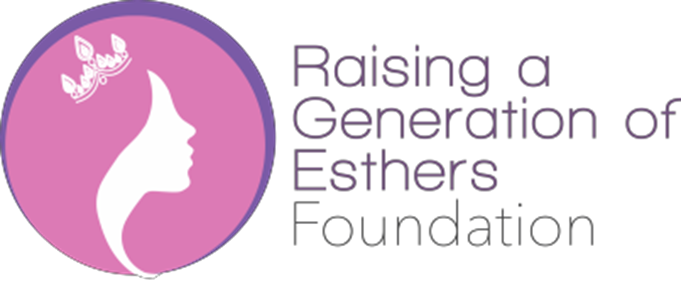 Raising a
Generation of
Esthers
Foundation